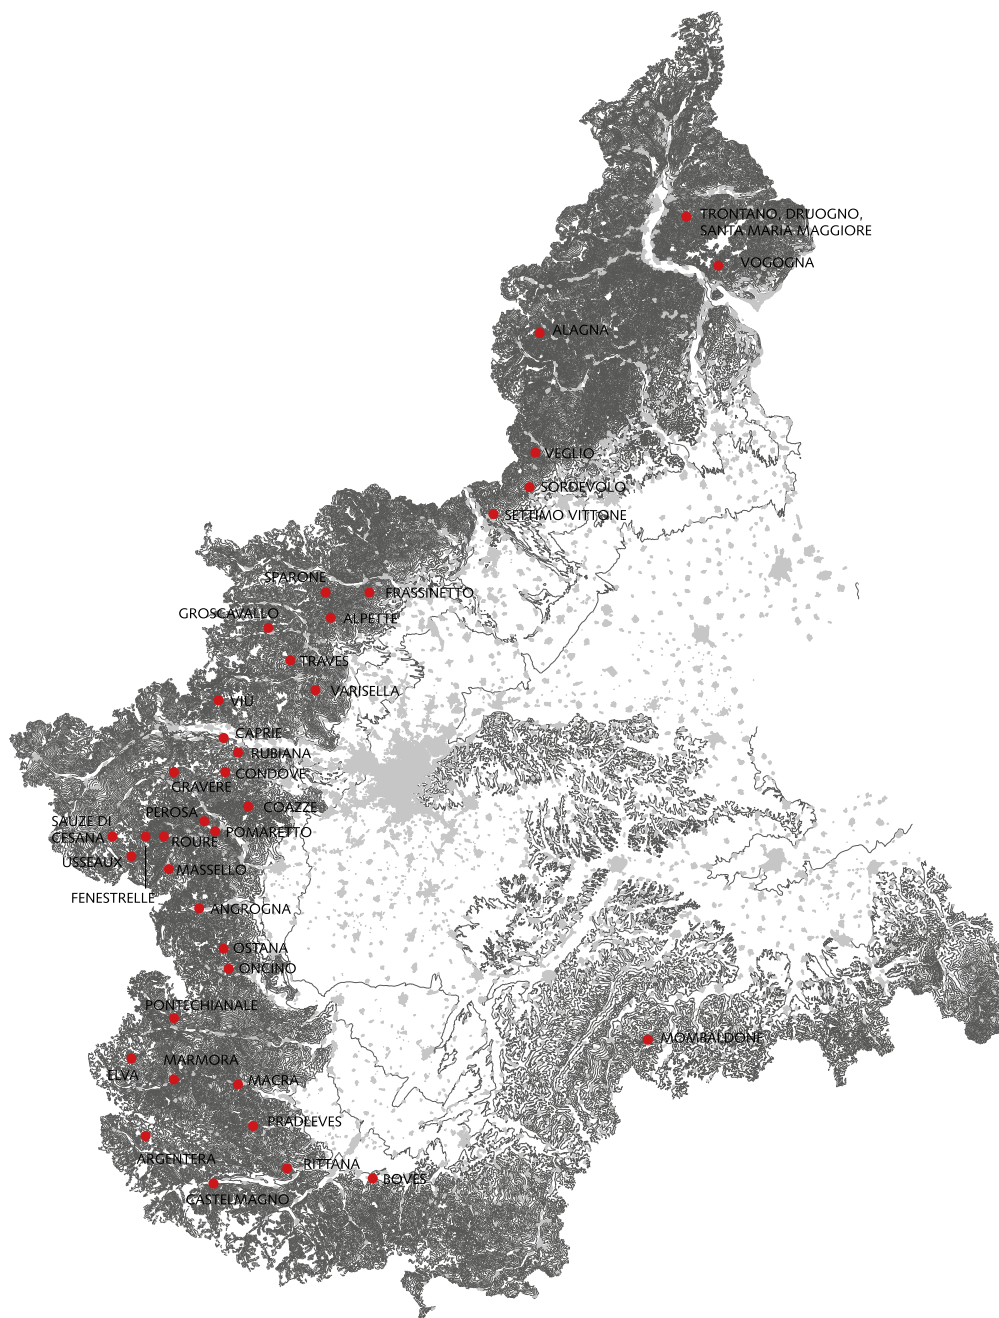 TRONTANO, DRUOGNO,
SANTA MARIA MAGGIORE
VOGOGNA
ALAGNA
VEGLIO
SORDEVOLO
SETTIMO VITTONE
SPARONE
FRASSINETTO
GROSCAVALLO
ALPETTE
TRAVES
VARISELLA
VIÙ
CAPRIE
RUBIANA
CONDOVE
GRAVERE
COAZZE
PEROSA
SAUZE DI
CESANA
POMARETTO
ROURE
USSEAUX
MASSELLO
FENESTRELLE
ANGROGNA
OSTANA
ONCINO
PONTECHIANALE
MOMBALDONE
MARMORA
ELVA
MACRA
PRADLEVES
ARGENTERA
RITTANA
BOVES
CASTELMAGNO